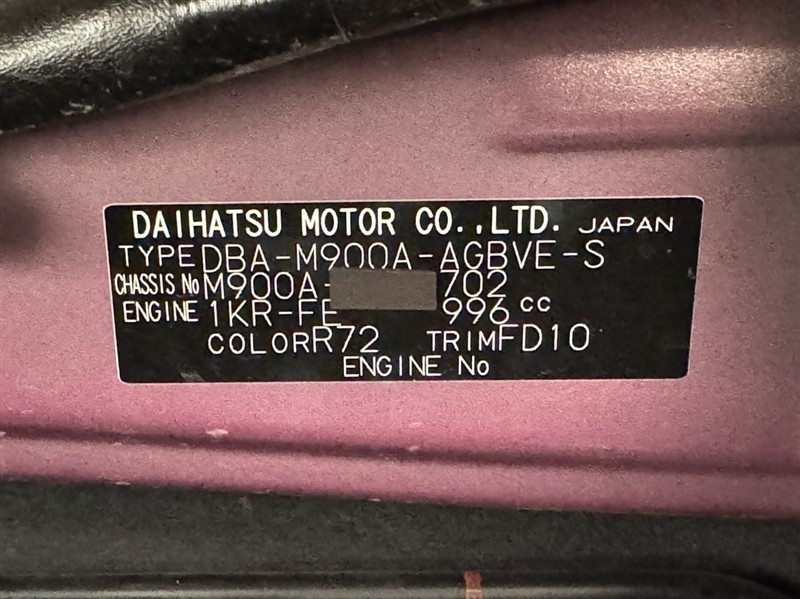 DAIHATSU MOTOR CO.,LTD. JAPAN
TYPE DBA-M900A-AGBVE-S
CHASSIS No M900A- 702
ENGINE 1KR-FE 996 cc
COLOR R72 TRIM FD10
ENGINE No